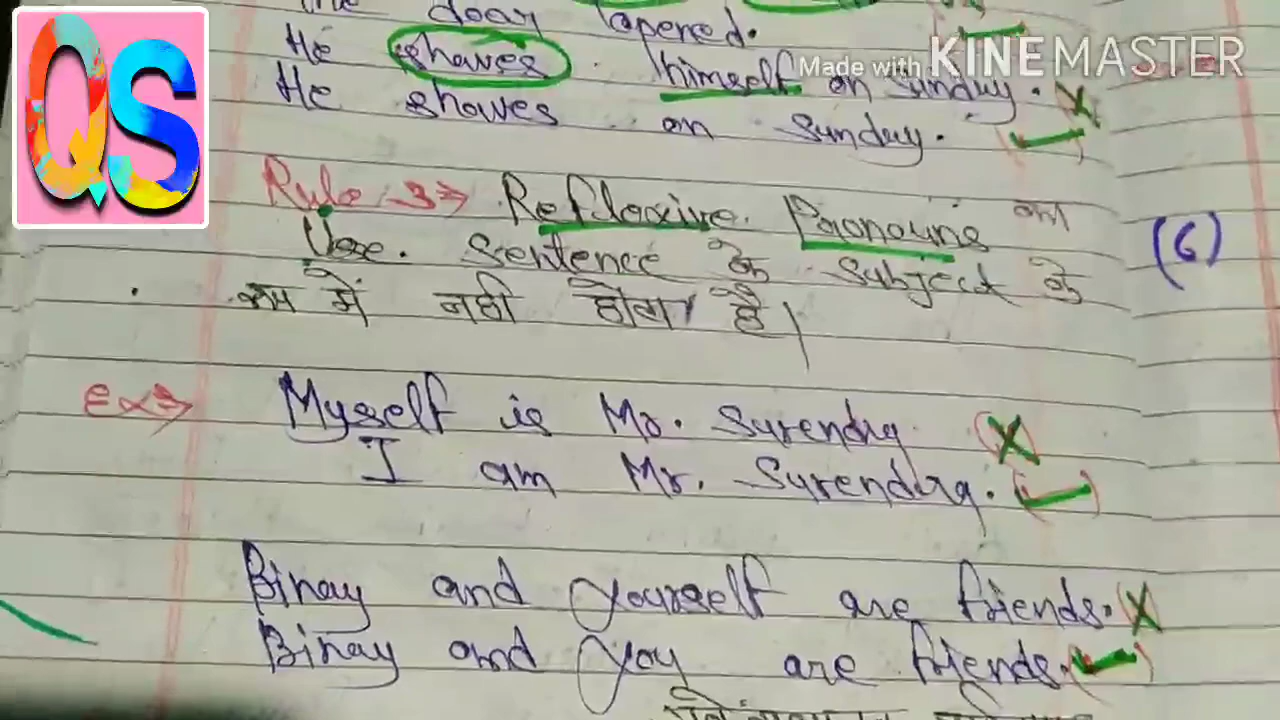 door opened.
He shaves himself on Sunday. X
He shaves on Sunday.
Rule 3⇒ Reflexive Pronouns का
Use. Sentence के subject के
रूप में नही होता है।
Ex⇒ Myself is Mr. Surendra X
I am Mr. Surendra.
Binay and yourself are friends. X
Binay and you are friends.
(6)
QS
Made with KINEMASTER